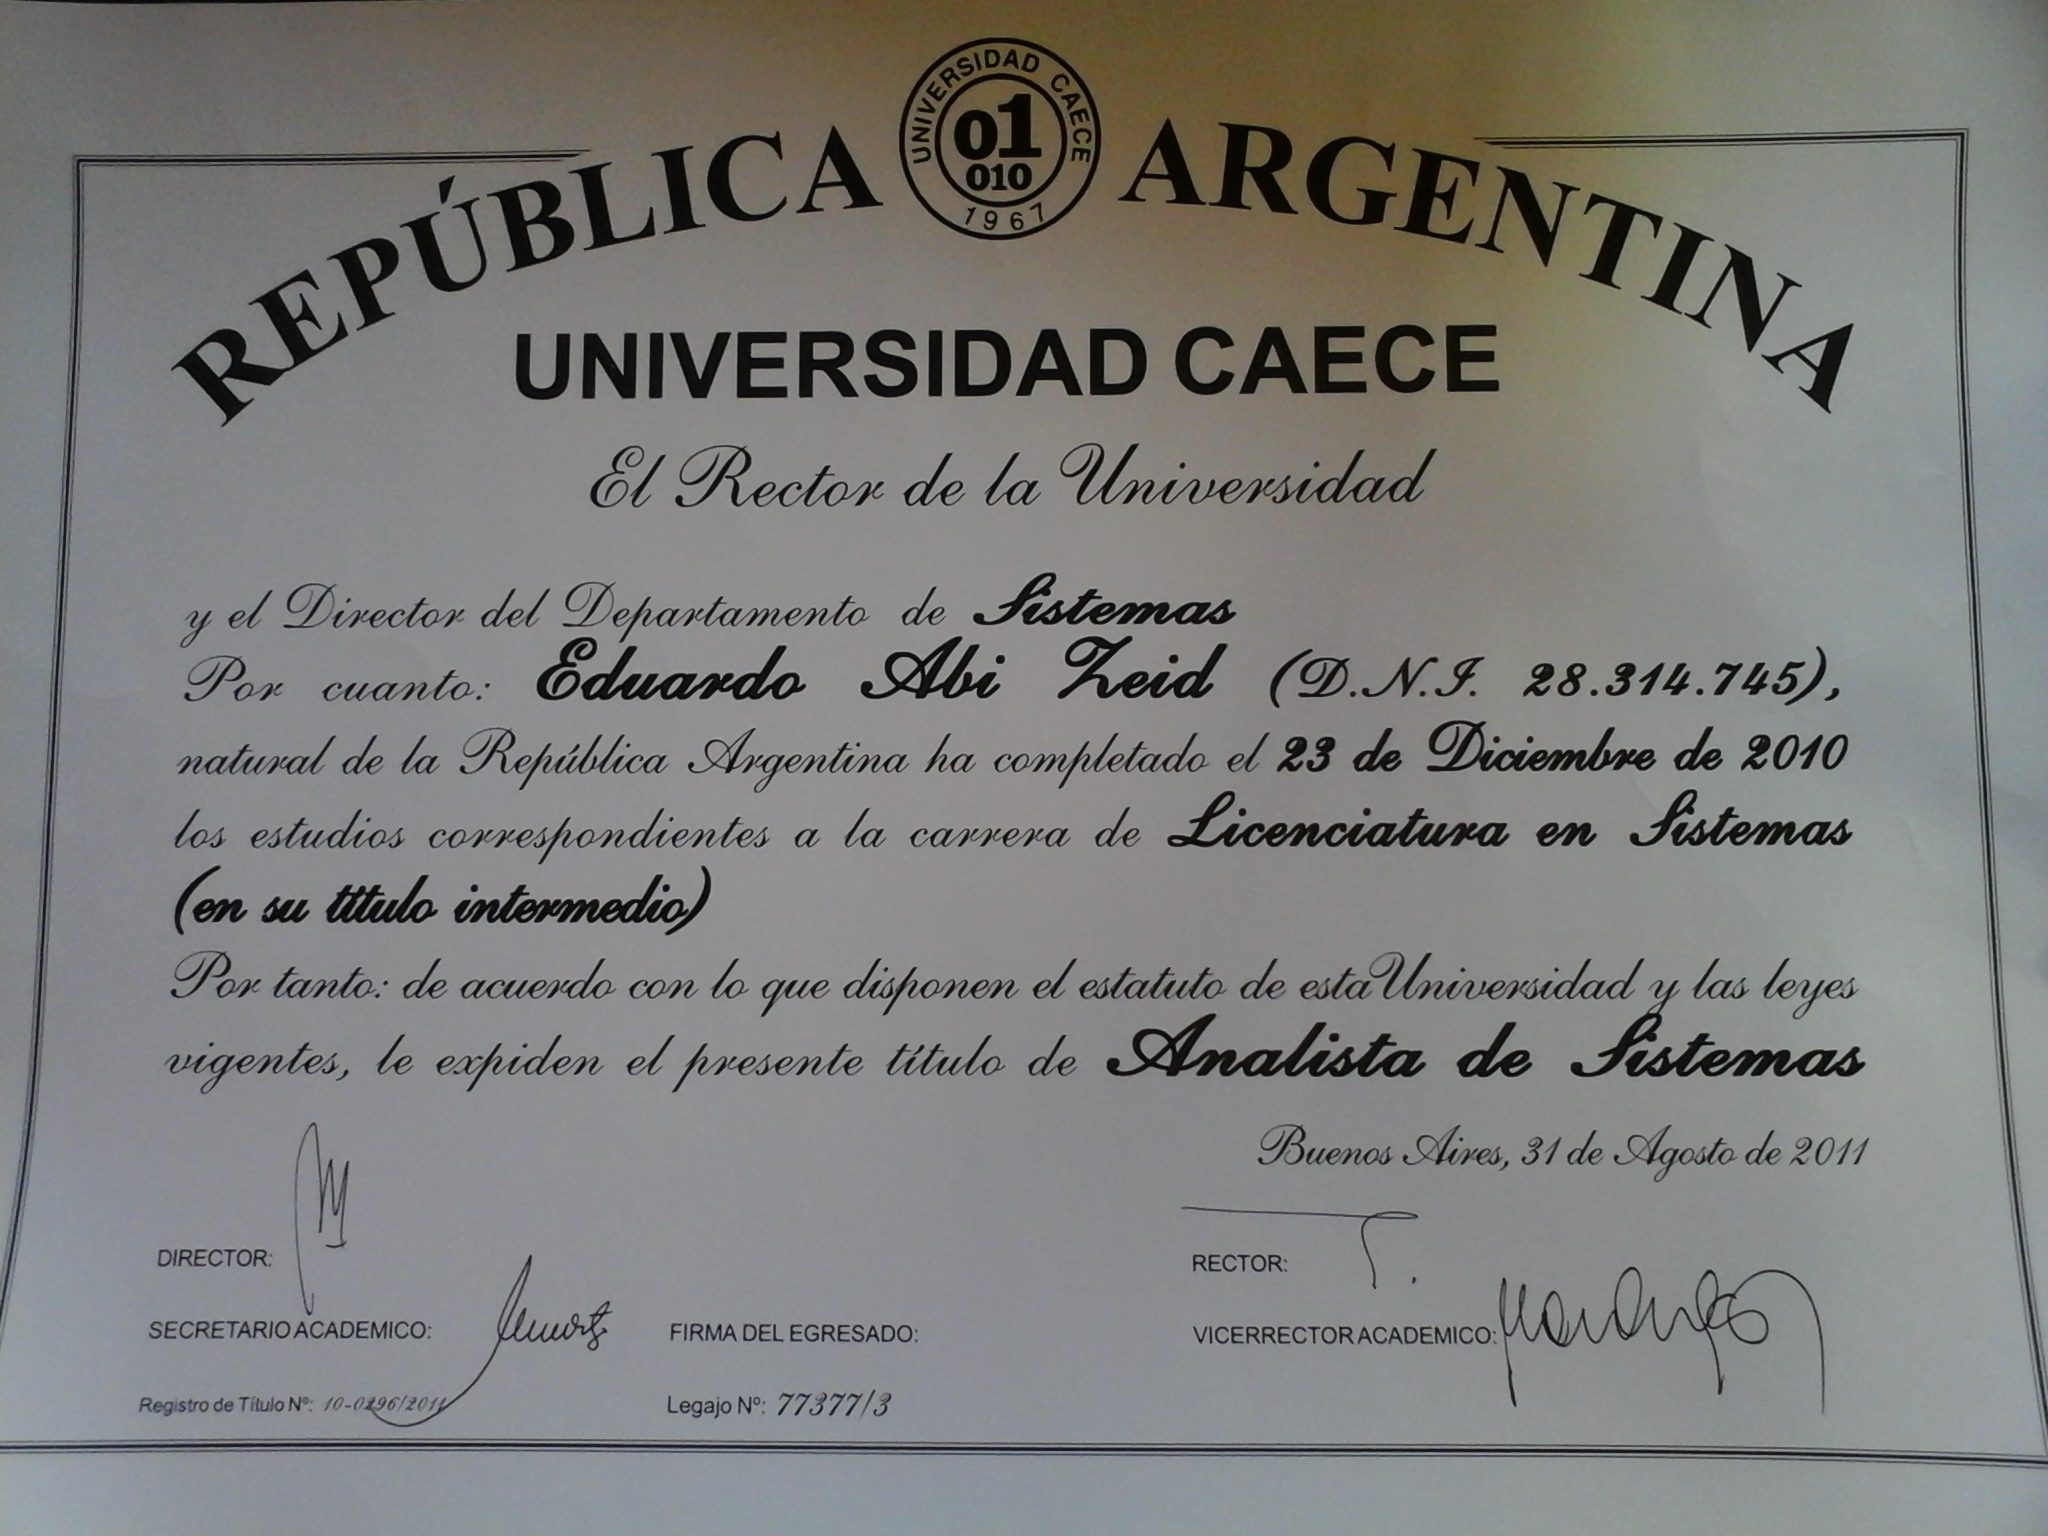 REPÚBLICA ARGENTINA
UNIVERSIDAD CAECE
01
010
1967
UNIVERSIDAD CAECE
El Rector de la Universidad
y el Director del Departamento de Sistemas
Por cuanto: Eduardo Abi Zeid (D.N.I. 28.314.745),
natural de la República Argentina ha completado el 23 de Diciembre de 2010
los estudios correspondientes a la carrera de Licenciatura en Sistemas
(en su título intermedio)
Por tanto: de acuerdo con lo que disponen el estatuto de esta Universidad y las leyes
vigentes, le expiden el presente título de Analista de Sistemas
Buenos Aires, 31 de Agosto de 2011
DIRECTOR:
RECTOR:
SECRETARIO ACADEMICO:
FIRMA DEL EGRESADO:
VICERRECTOR ACADEMICO:
Registro de Título Nº: 10-0296/2011
Legajo Nº: 77377/3